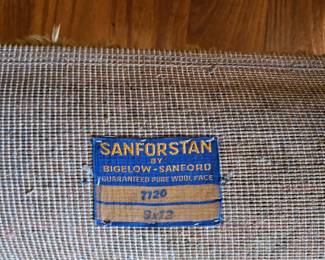 SANFORSTAN
BY
BIGELOW-SANFORD
GUARANTEED PURE WOOL FACE
7120
9x12